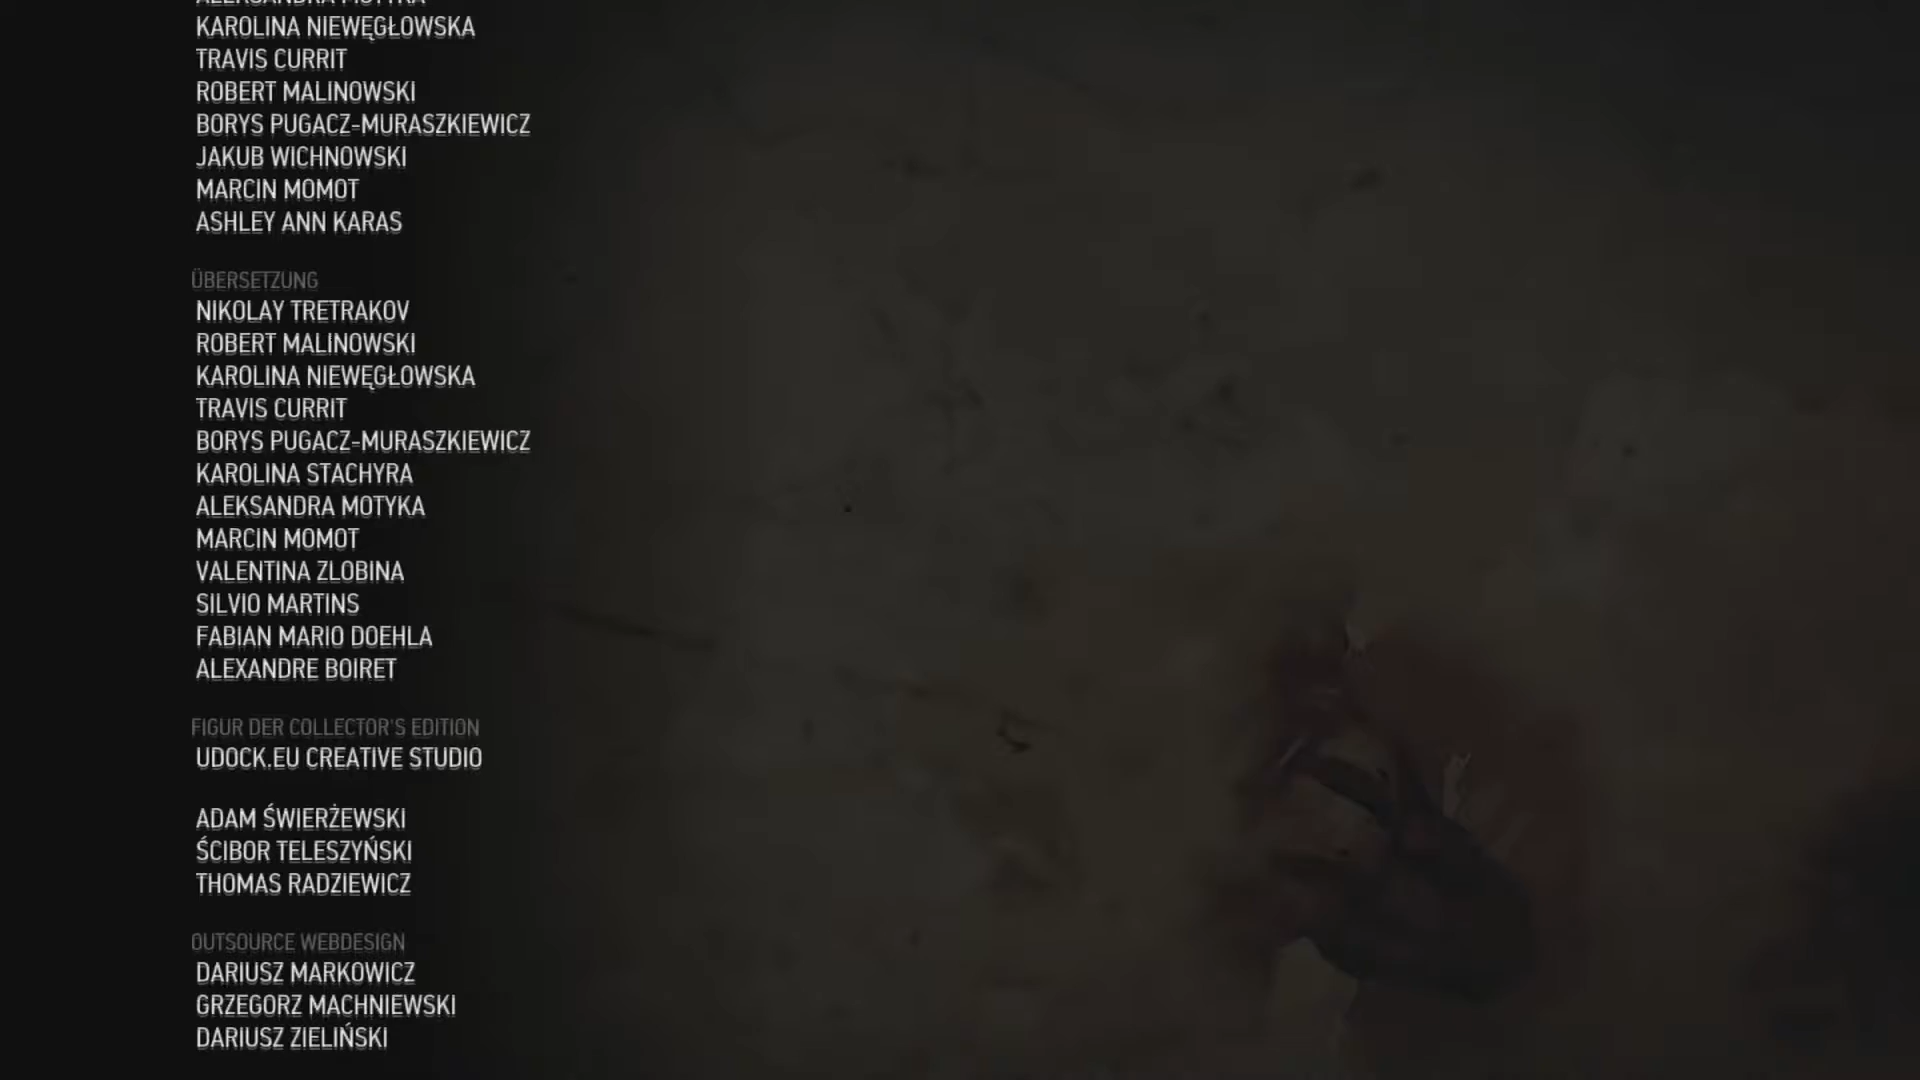 ALEKSANDRA MOTYKA
KAROLINA NIEWĘGŁOWSKA
TRAVIS CURRIT
ROBERT MALINOWSKI
BORYS PUGACZ-MURASZKIEWICZ
JAKUB WICHNOWSKI
MARCIN MOMOT
ASHLEY ANN KARAS
ÜBERSETZUNG
NIKOLAY TRETRAKOV
ROBERT MALINOWSKI
KAROLINA NIEWĘGŁOWSKA
TRAVIS CURRIT
BORYS PUGACZ-MURASZKIEWICZ
KAROLINA STACHYRA
ALEKSANDRA MOTYKA
MARCIN MOMOT
VALENTINA ZLOBINA
SILVIO MARTINS
FABIAN MARIO DOEHLA
ALEXANDRE BOIRET
FIGUR DER COLLECTOR'S EDITION
UDOCK.EU CREATIVE STUDIO
ADAM ŚWIERŻEWSKI
ŚCIBOR TELESZYŃSKI
THOMAS RADZIEWICZ
OUTSOURCE WEBDESIGN
DARIUSZ MARKOWICZ
GRZEGORZ MACHNIEWSKI
DARIUSZ ZIELIŃSKI